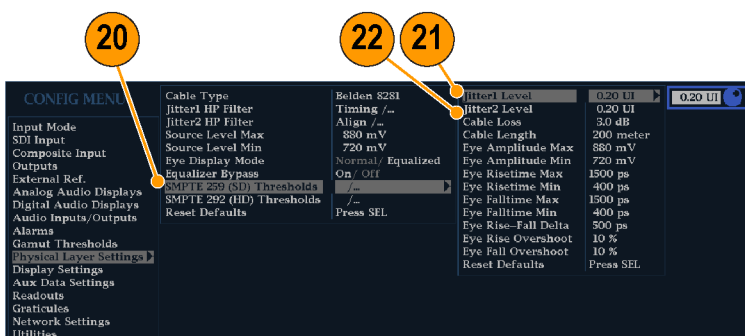 20
22
21
CONFIG MENU
Input Mode
SDI Input
Composite Input
Outputs
External Ref.
Analog Audio Displays
Digital Audio Displays
Audio Inputs/Outputs
Alarms
Gamut Thresholds
Physical Layer Settings
Display Settings
Aux Data Settings
Readouts
Graticules
Network Settings
Utilities
Cable Type Belden 8281
Jitter1 HP Filter Timing /...
Jitter2 HP Filter Align /...
Source Level Max 880 mV
Source Level Min 720 mV
Eye Display Mode Normal/ Equalized
Equalizer Bypass On/ Off
SMPTE 259 (SD) Thresholds /...
SMPTE 292 (HD) Thresholds /...
Reset Defaults Press SEL
Jitter1 Level 0.20 UI
Jitter2 Level 0.20 UI
Cable Loss 3.0 dB
Cable Length 200 meter
Eye Amplitude Max 880 mV
Eye Amplitude Min 720 mV
Eye Risetime Max 1500 ps
Eye Risetime Min 400 ps
Eye Falltime Max 1500 ps
Eye Falltime Min 400 ps
Eye Rise-Fall Delta 500 ps
Eye Rise Overshoot 10 %
Eye Fall Overshoot 10 %
Reset Defaults Press SEL
0.20 UI